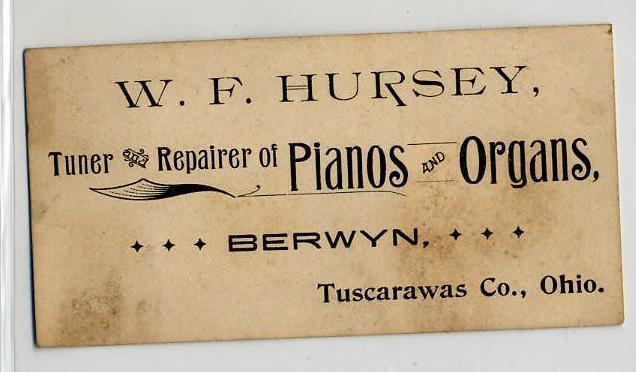 W. F. HURSEY,
Tuner and Repairer of Pianos AND Organs,
BERWYN,
Tuscarawas Co., Ohio.